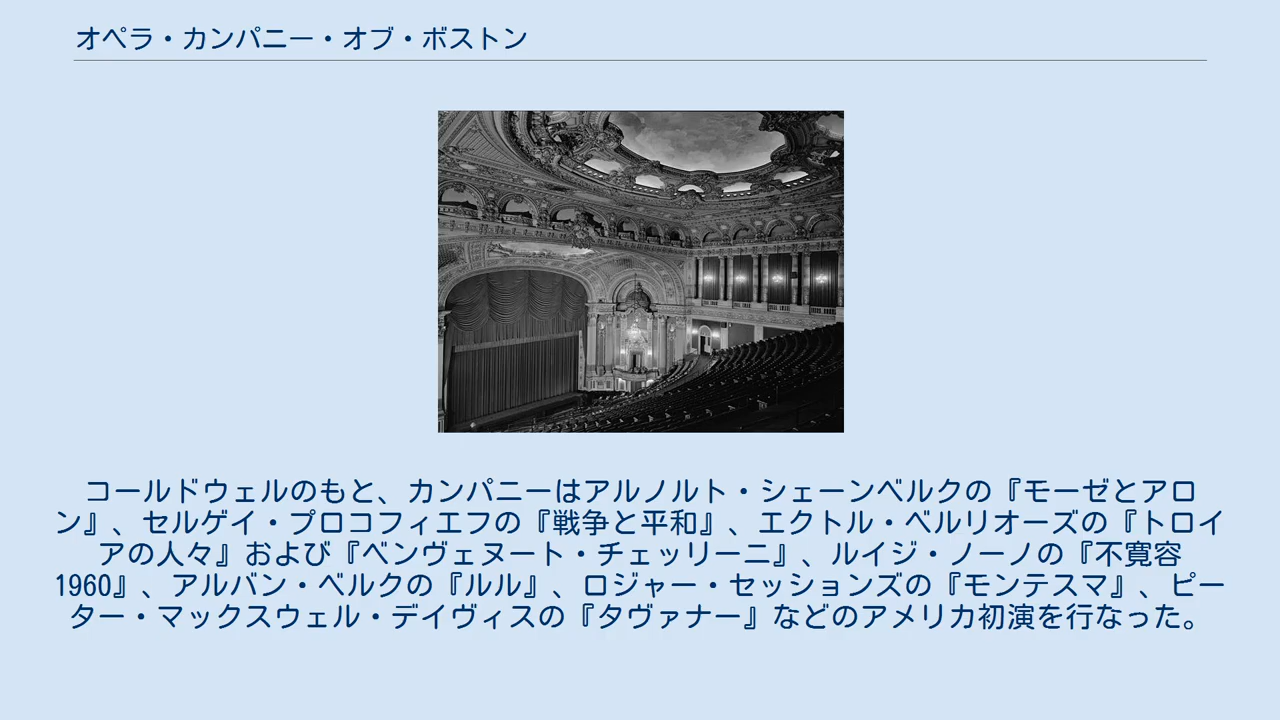 オペラ・カンパニー・オブ・ボストン
コールドウェルのもと、カンパニーはアルノルト・シェーンベルクの『モーゼとアロ
ン』、セルゲイ・プロコフィエフの『戦争と平和』、エクトル・ベルリオーズの『トロイ
アの人々』および『ベンヴェヌート・チェッリーニ』、ルイジ・ノーノの『不寛容
1960』、アルバン・ベルクの『ルル』、ロジャー・セッションズの『モンテスマ』、ピー
ター・マックスウェル・デイヴィスの『タヴァナー』などのアメリカ初演を行なった。